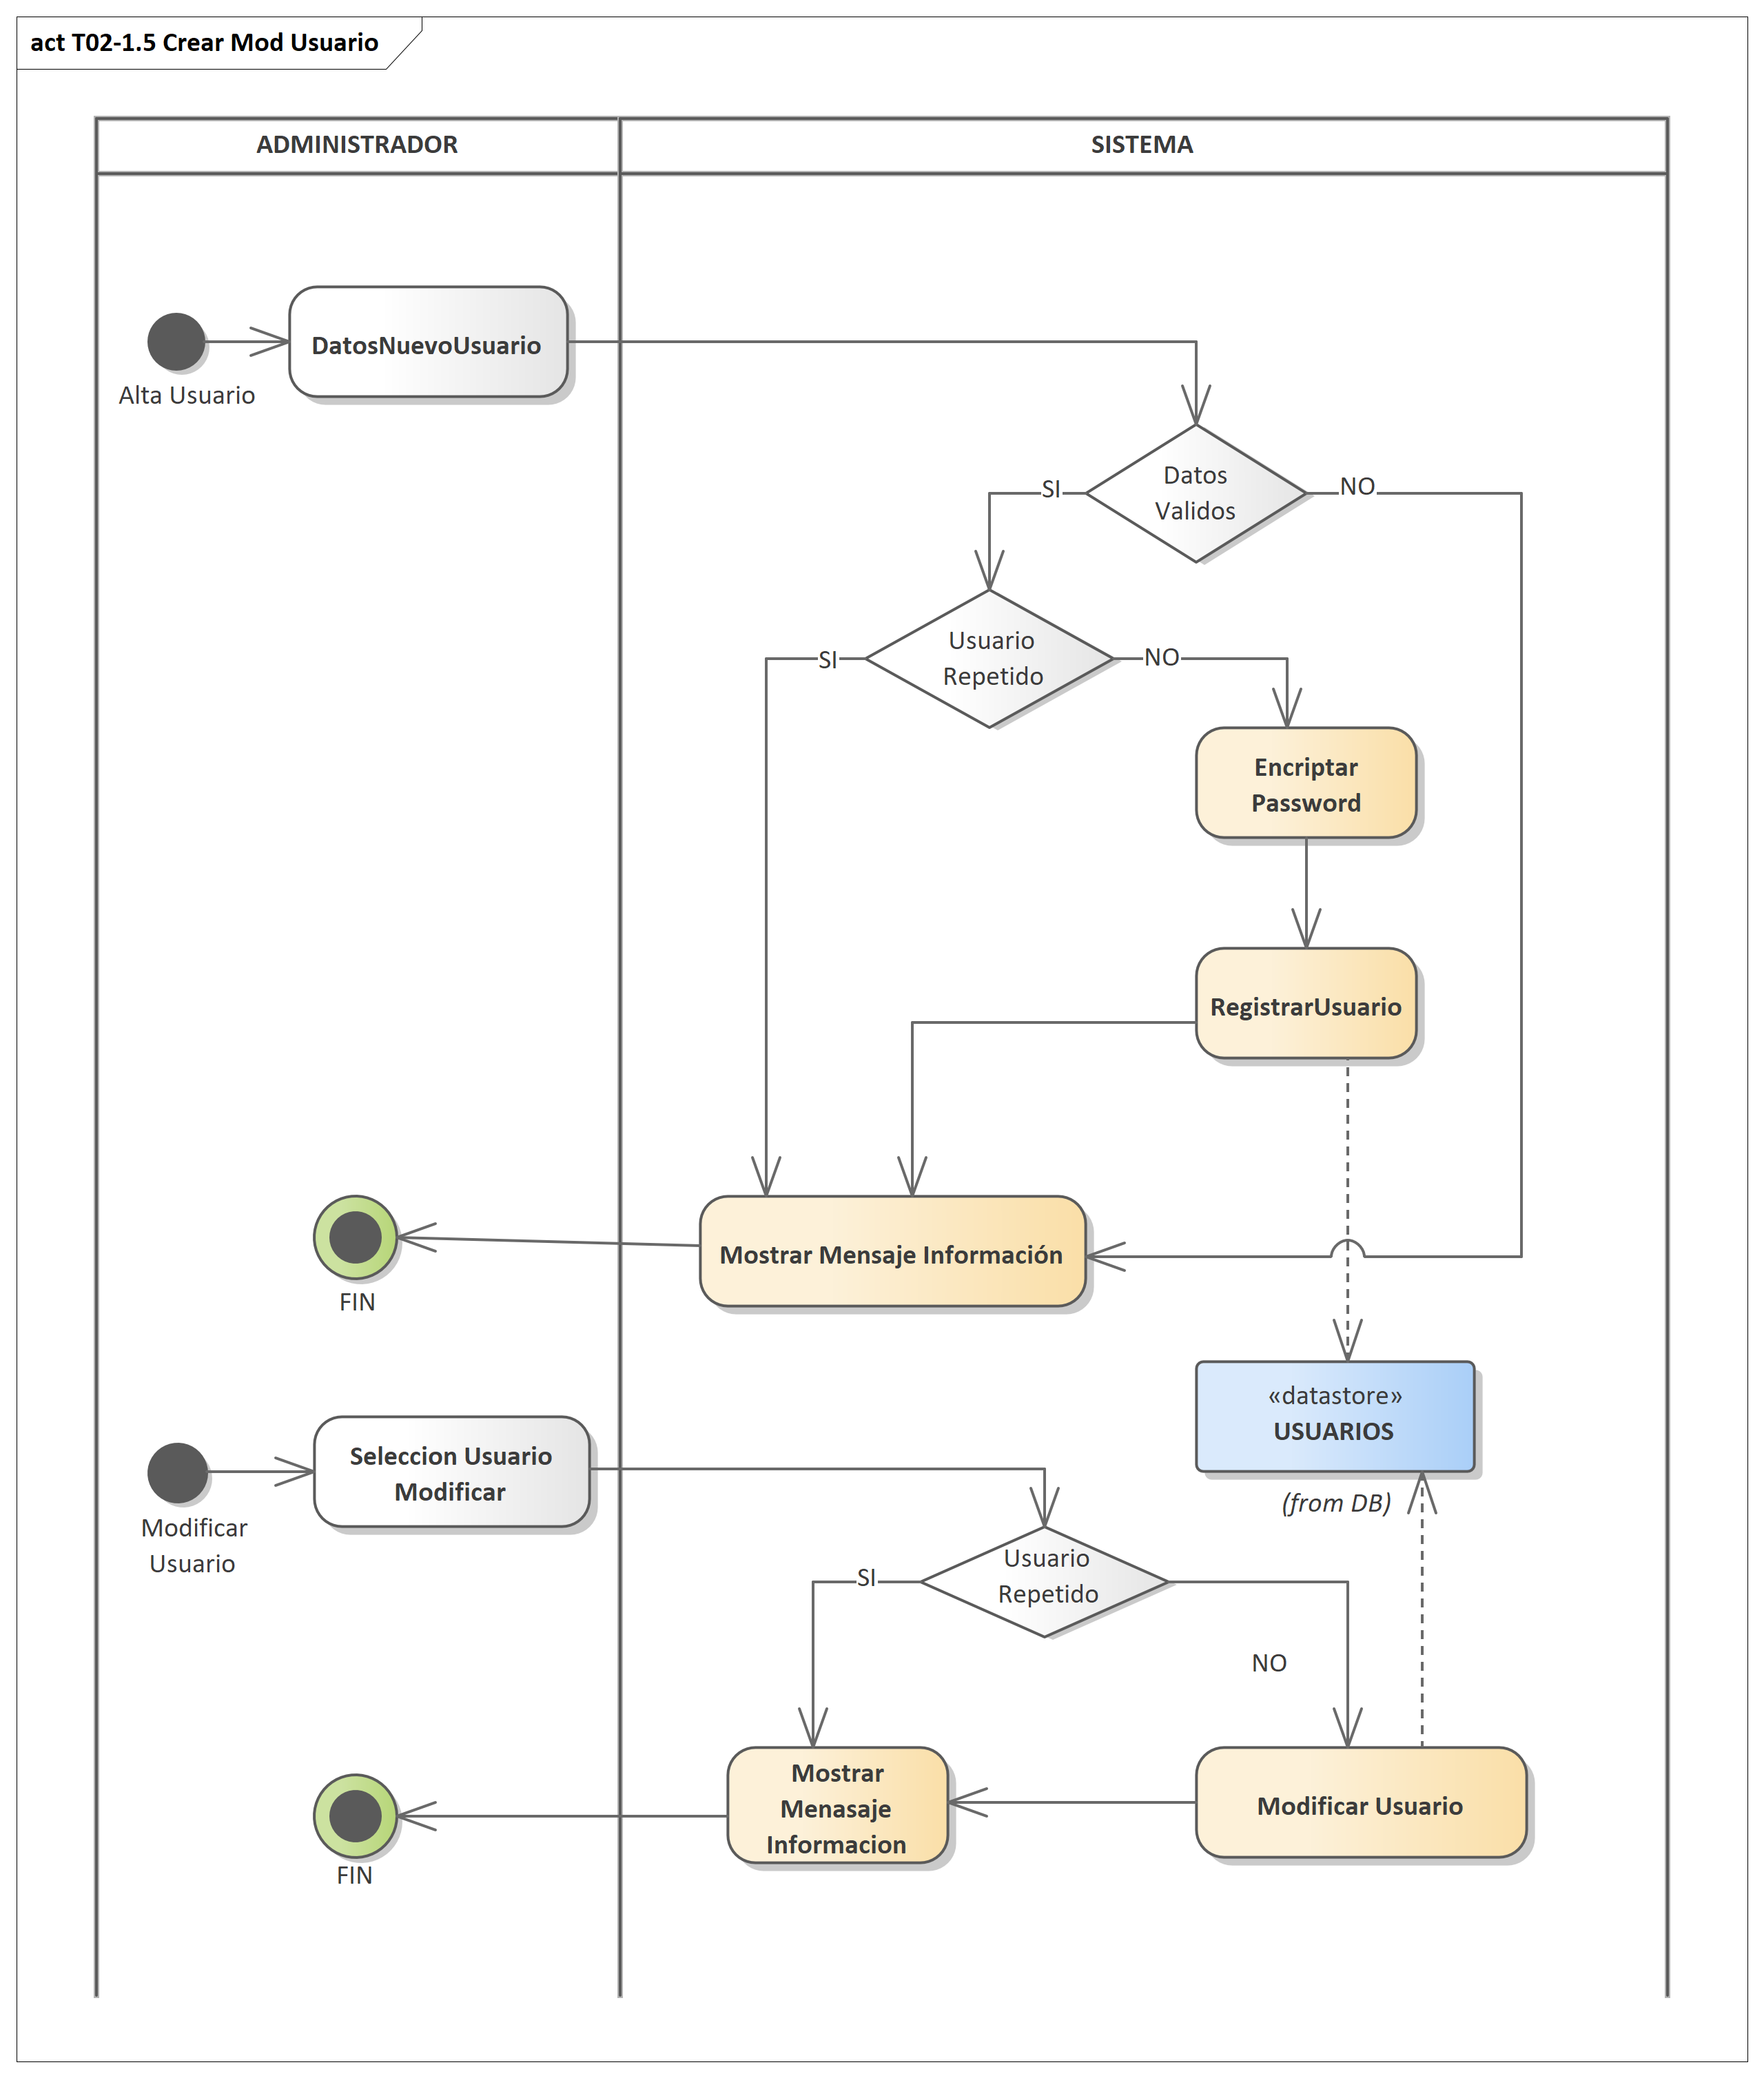 act T02-1.5 Crear Mod Usuario
ADMINISTRADOR
SISTEMA
DatosNuevoUsuario
Alta Usuario
Datos
Validos
SI
NO
Usuario
Repetido
SI
NO
Encriptar
Password
RegistrarUsuario
Mostrar Mensaje Información
FIN
«datastore»
USUARIOS
(from DB)
Seleccion Usuario
Modificar
Modificar
Usuario
Usuario
Repetido
SI
NO
Mostrar
Menasaje
Informacion
Modificar Usuario
FIN